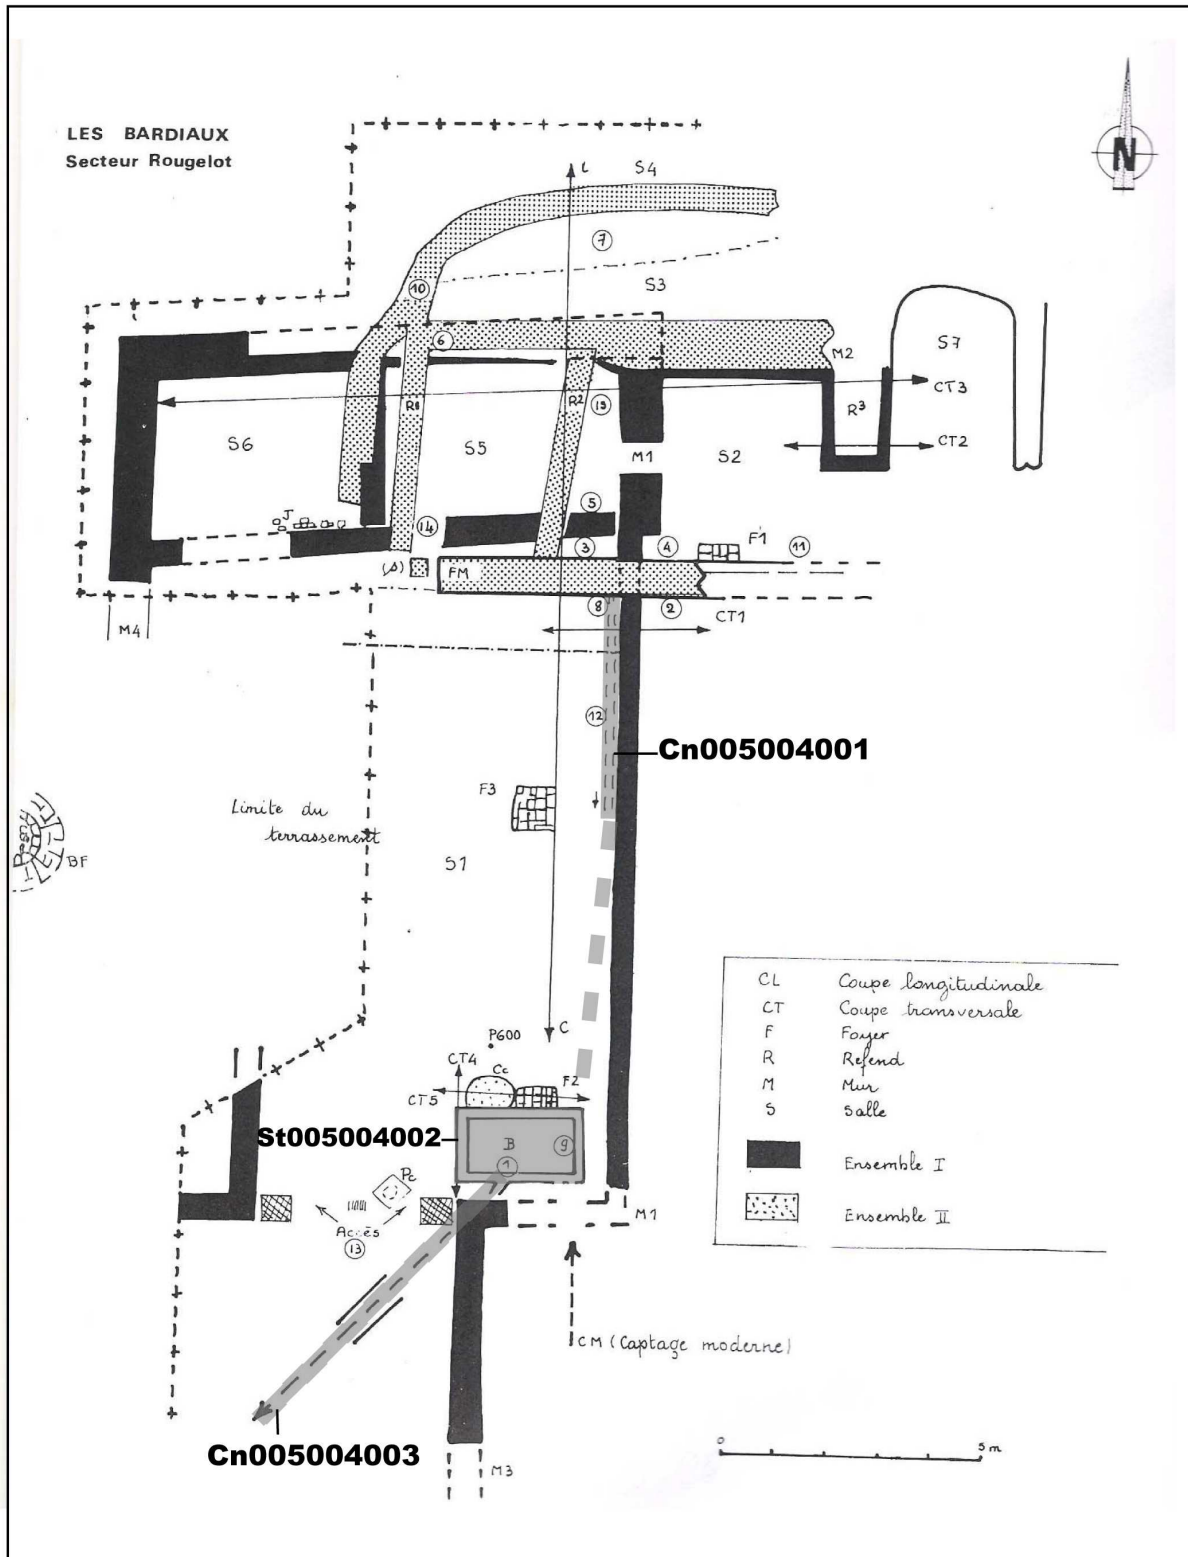 LES BARDIAUX
Secteur Rougelot
N
L
S4
7
S3
10
6
M2
S7
CT3
R1
R2
13
R3
S6
S5
M1
S2
CT2
J
14
5
3
4
F1
11
(s)
FM
8
2
CT1
M4
12
Cn005004001
F3
Limite du
terrassement
BF
S1
C
P600
CT4
Cc
F2
CT5
St005004002
B
9
1
Pc
M1
Accès
13
CM (Captage moderne)
Cn005004003
M3
CL Coupe longitudinale
CT Coupe transversale
F Foyer
R Refend
M Mur
S Salle
Ensemble I
Ensemble II
0
5 m